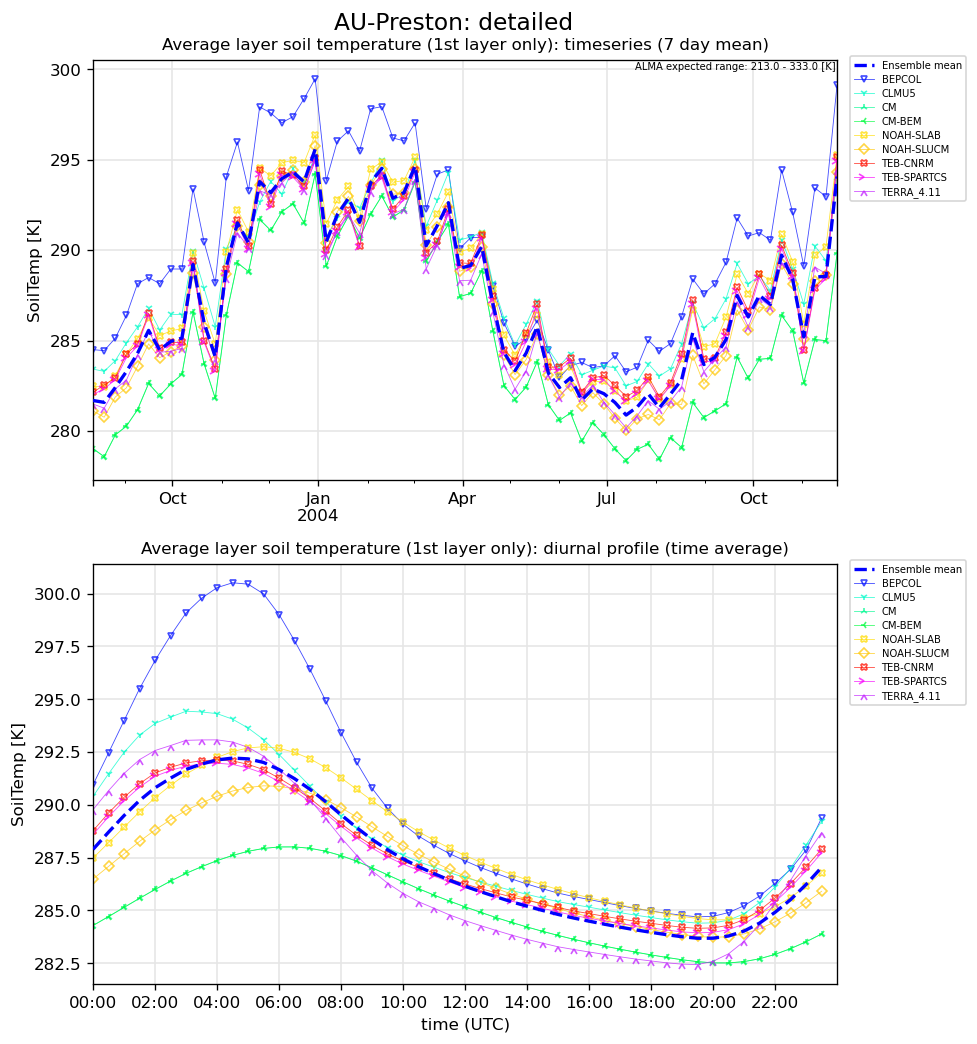 AU-Preston: detailed
Average layer soil temperature (1st layer only): timeseries (7 day mean)
ALMA expected range: 213.0 - 333.0 [K]
300
295
290
285
280
SoilTemp [K]
Oct
Jan
2004
Apr
Jul
Oct
Ensemble mean
BEPCOL
CLMU5
CM
CM-BEM
NOAH-SLAB
NOAH-SLUCM
TEB-CNRM
TEB-SPARTCS
TERRA_4.11
Average layer soil temperature (1st layer only): diurnal profile (time average)
300.0
297.5
295.0
292.5
290.0
287.5
285.0
282.5
SoilTemp [K]
00:00
02:00
04:00
06:00
08:00
10:00
12:00
14:00
16:00
18:00
20:00
22:00
time (UTC)
Ensemble mean
BEPCOL
CLMU5
CM
CM-BEM
NOAH-SLAB
NOAH-SLUCM
TEB-CNRM
TEB-SPARTCS
TERRA_4.11